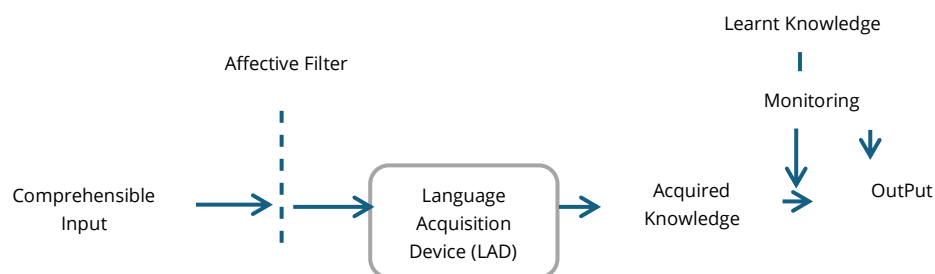 Learnt Knowledge
Affective Filter
Monitoring
Comprehensible
Input
Language
Acquisition
Device (LAD)
Acquired
Knowledge
OutPut